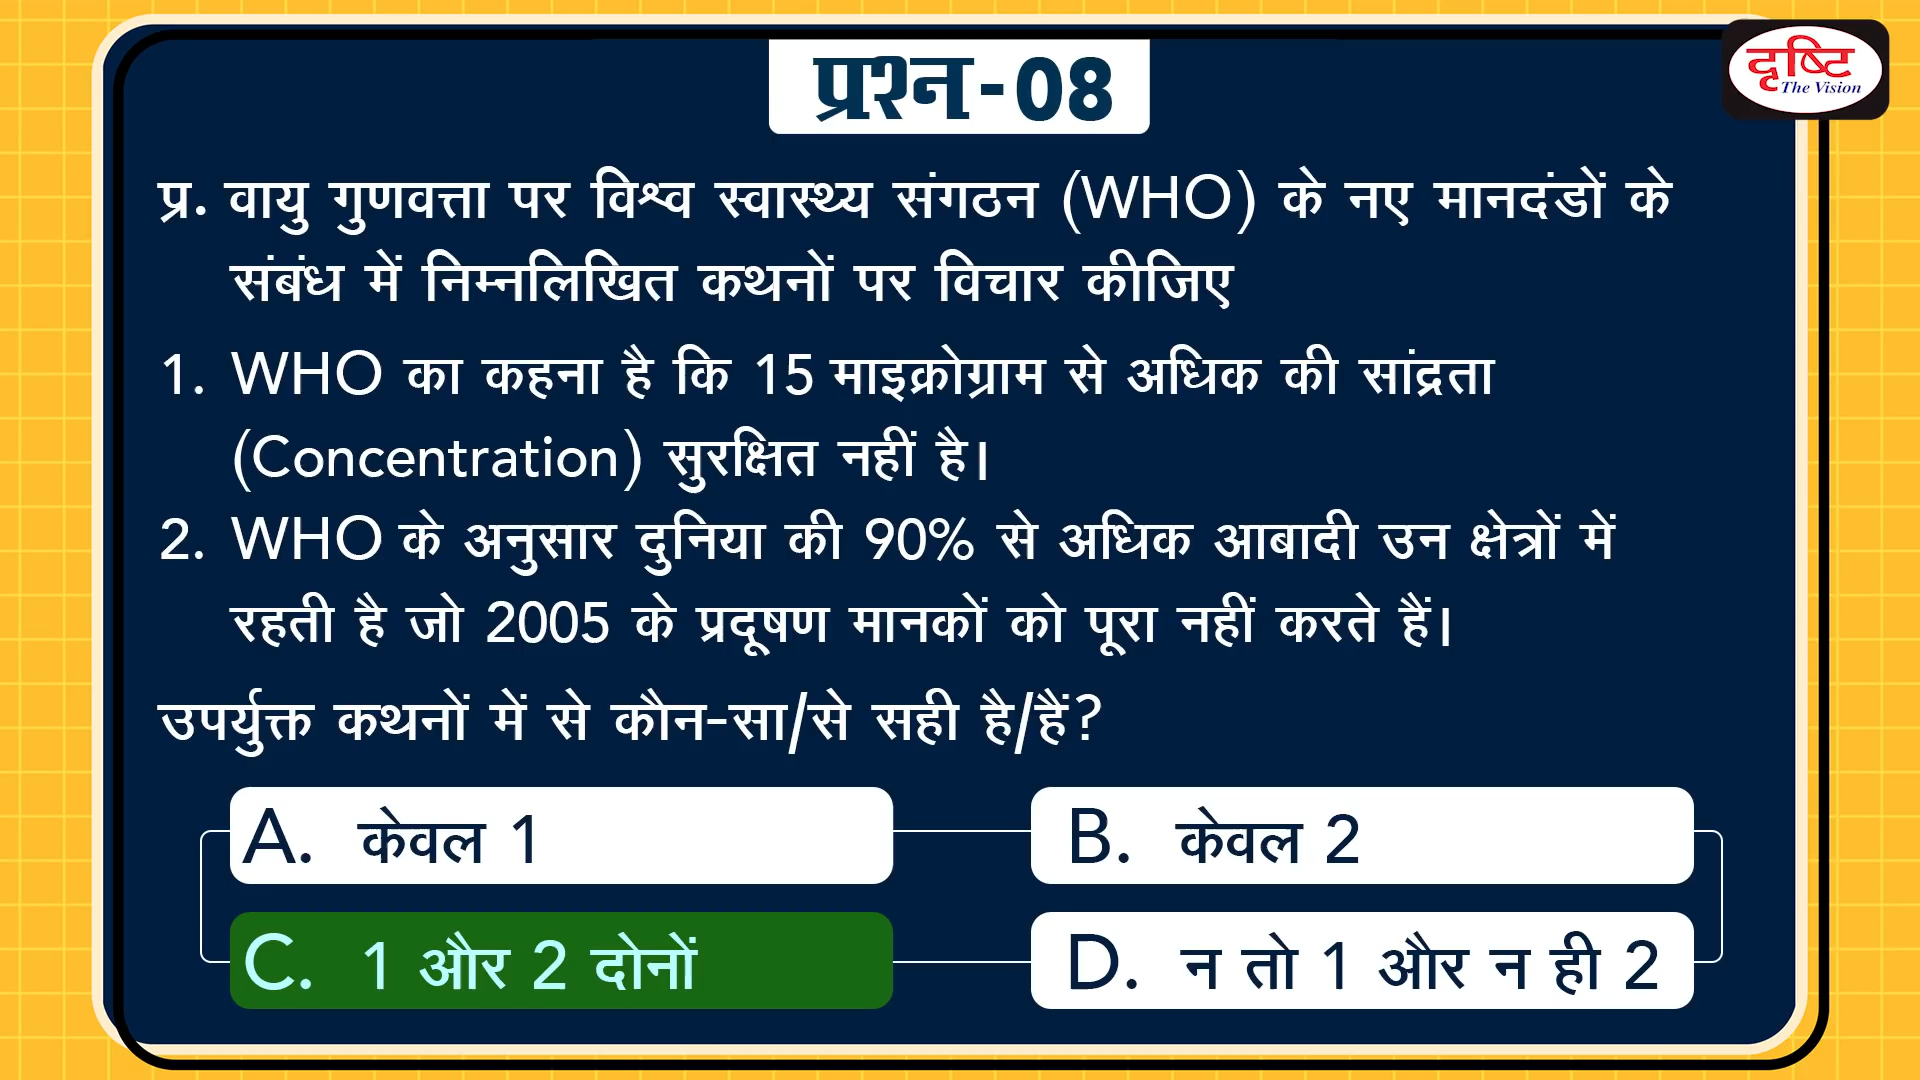 प्रश्न-08
दृष्टि
The Vision
प्र. वायु गुणवत्ता पर विश्व स्वास्थ्य संगठन (WHO) के नए मानदंडों के
संबंध में निम्नलिखित कथनों पर विचार कीजिए
1. WHO का कहना है कि 15 माइक्रोग्राम से अधिक की सांद्रता
(Concentration) सुरक्षित नहीं है।
2. WHO के अनुसार दुनिया की 90% से अधिक आबादी उन क्षेत्रों में
रहती है जो 2005 के प्रदूषण मानकों को पूरा नहीं करते हैं।
उपर्युक्त कथनों में से कौन-सा/से सही है/हैं?
A. केवल 1
B. केवल 2
C. 1 और 2 दोनों
D. न तो 1 और न ही 2